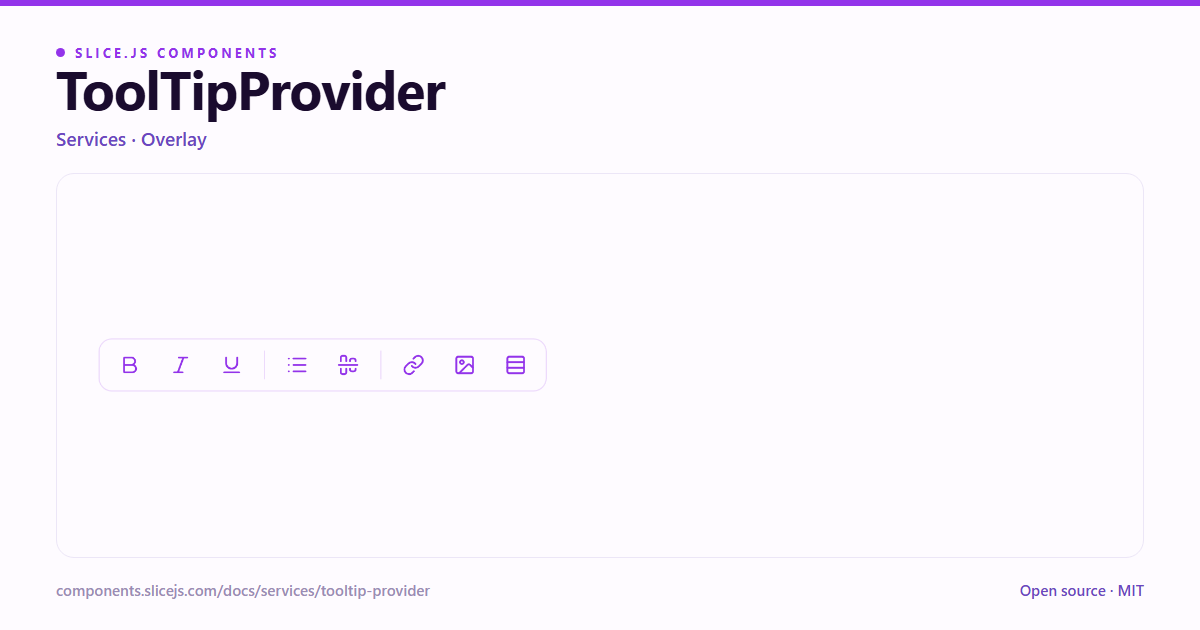 SLICE.JS COMPONENTS
ToolTipProvider
Services · Overlay
components.slicejs.com/docs/services/tooltip-provider
Open source · MIT